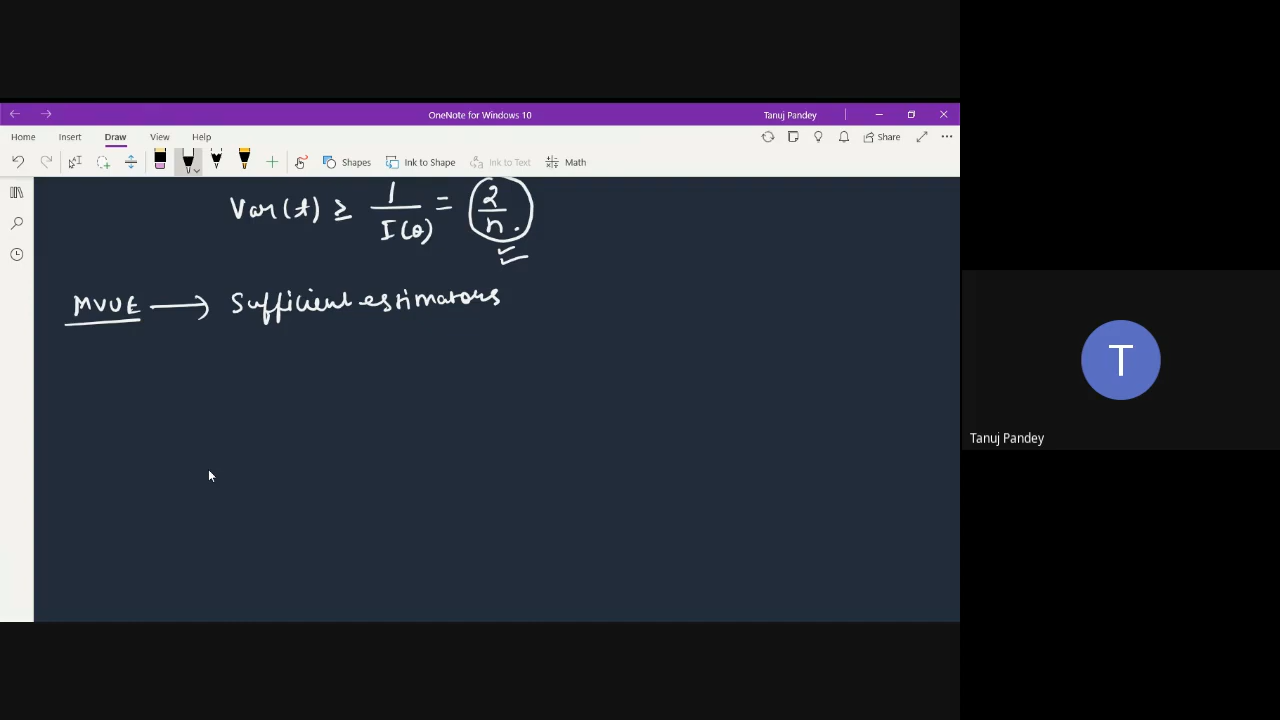 OneNote for Windows 10
Tanuj Pandey
Home Insert Draw View Help
Share
Shapes Ink to Shape Ink to Text Math
Var(t) ≥ 1/I(θ) = 2/n.
MVUE → Sufficient estimators
T
Tanuj Pandey